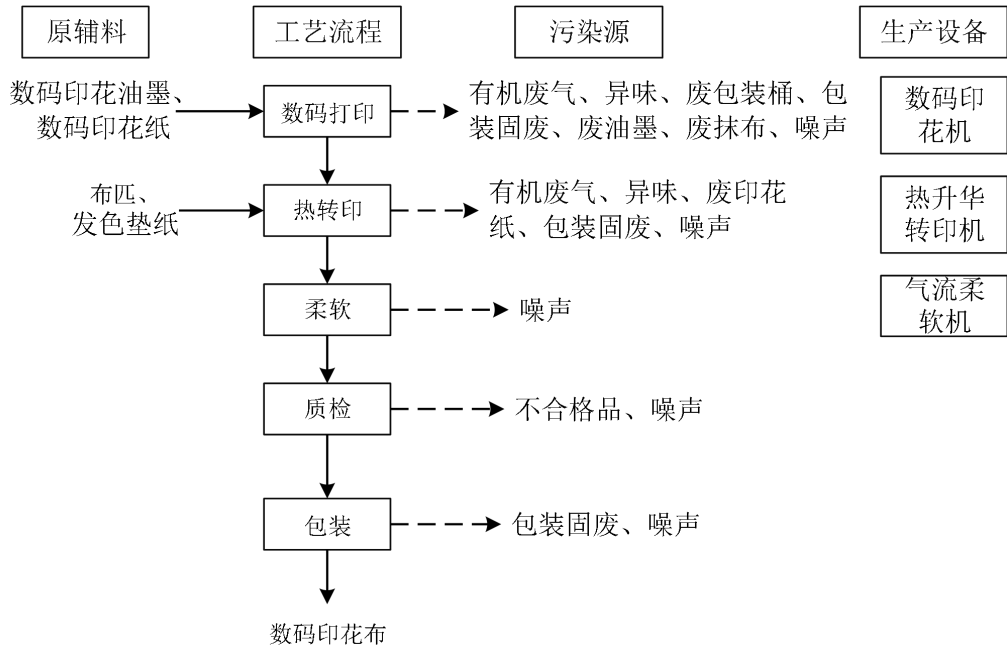 原辅料
工艺流程
污染源
生产设备
数码印花油墨、
数码印花纸
数码打印
有机废气、异味、废包装桶、包
装固废、废油墨、废抹布、噪声
数码印
花机
布匹、
发色垫纸
热转印
有机废气、异味、废印花
纸、包装固废、噪声
热升华
转印机
柔软
噪声
气流柔
软机
质检
不合格品、噪声
包装
包装固废、噪声
数码印花布